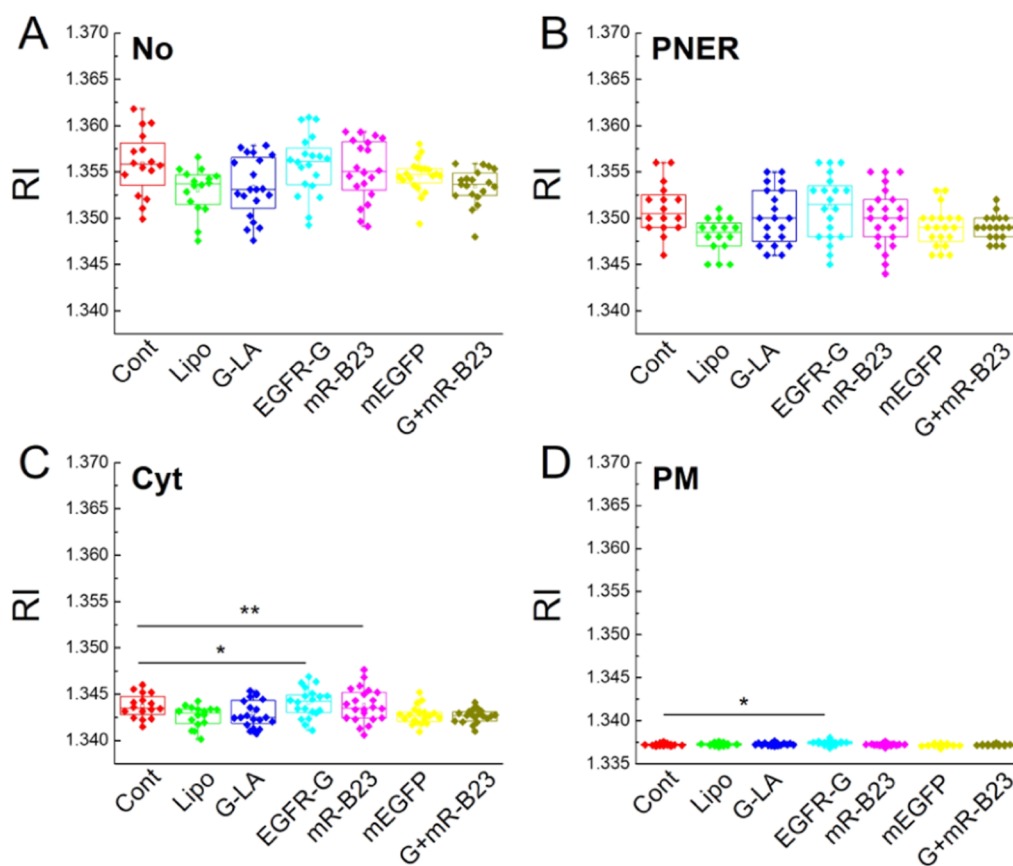 A
No
1.370
1.365
1.360
1.355
1.350
1.345
1.340
RI
Cont
Lipo
G-LA
EGFR-G
mR-B23
mEGFP
G+mR-B23
B
PNER
1.370
1.365
1.360
1.355
1.350
1.345
1.340
RI
Cont
Lipo
G-LA
EGFR-G
mR-B23
mEGFP
G+mR-B23
C
Cyt
1.370
1.365
1.360
1.355
1.350
1.345
1.340
RI
**
*
Cont
Lipo
G-LA
EGFR-G
mR-B23
mEGFP
G+mR-B23
D
PM
1.370
1.365
1.360
1.355
1.350
1.345
1.340
1.335
RI
*
Cont
Lipo
G-LA
EGFR-G
mR-B23
mEGFP
G+mR-B23